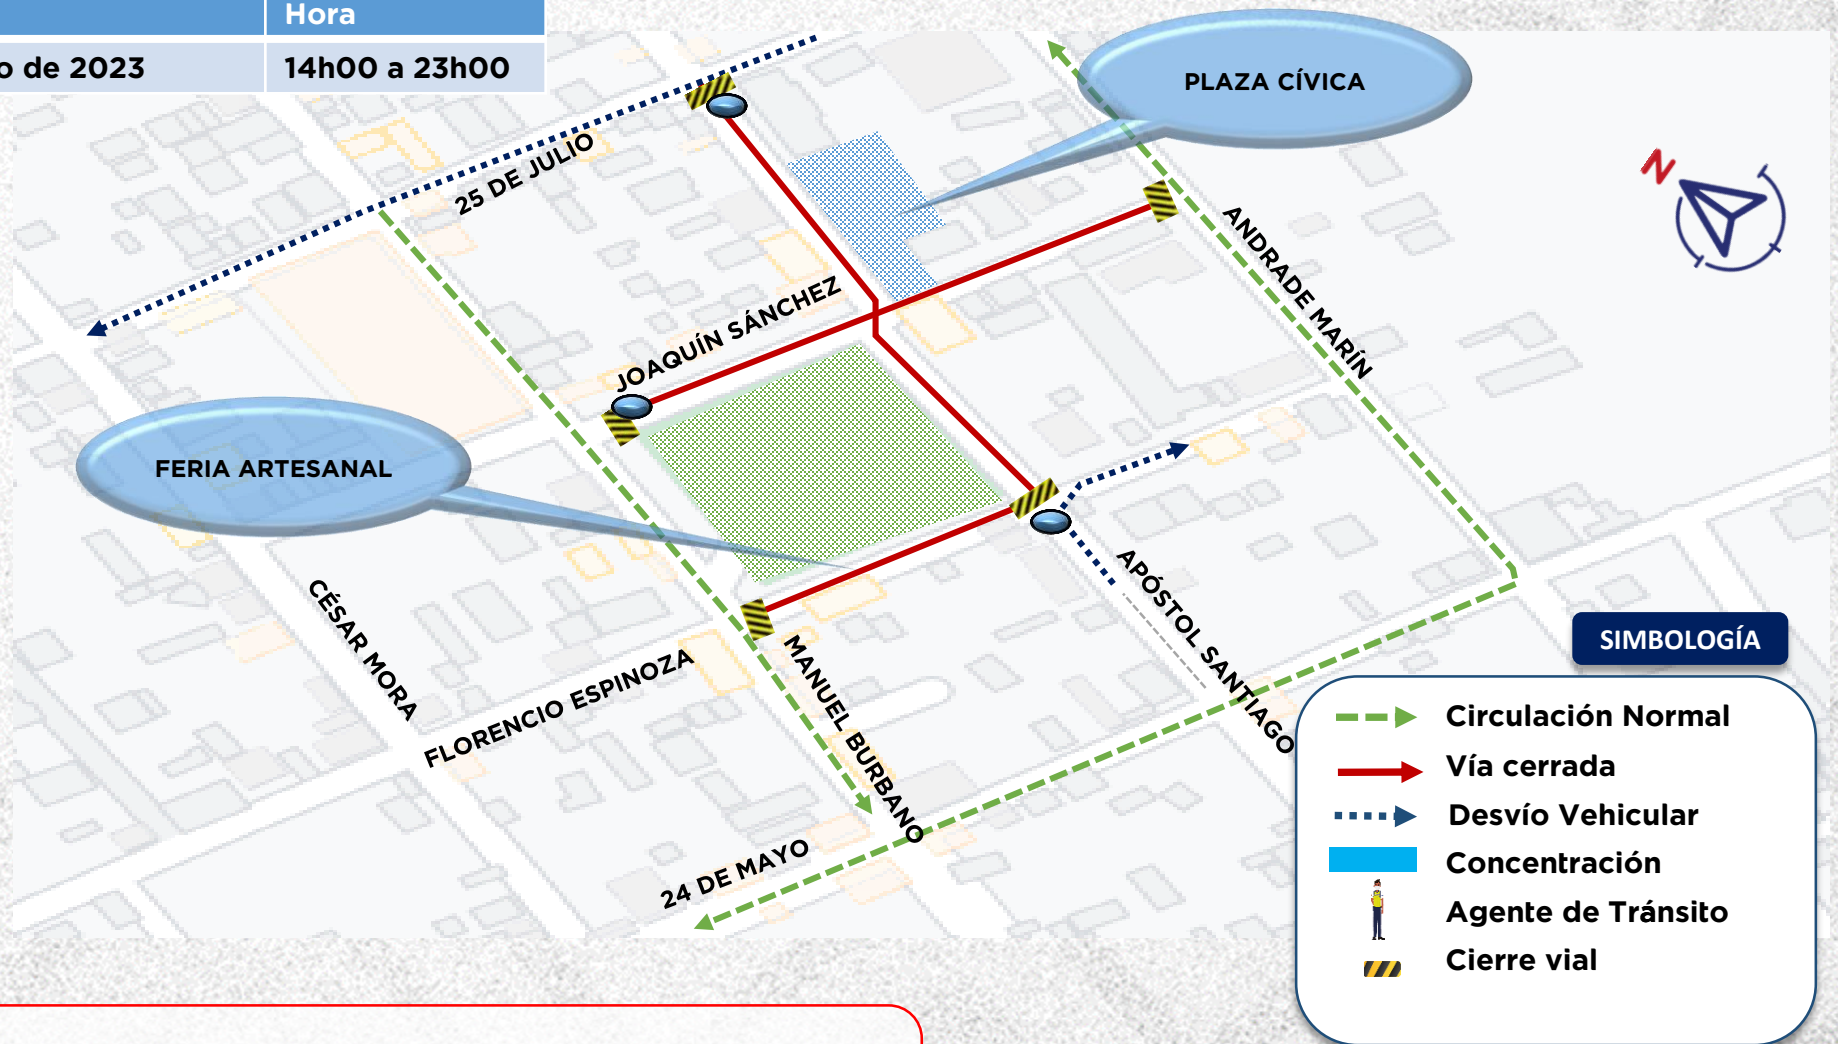 Hora
o de 2023
14h00 a 23h00
PLAZA CÍVICA
25 DE JULIO
N
ANDRADE MARÍN
JOAQUÍN SÁNCHEZ
FERIA ARTESANAL
CÉSAR MORA
APÓSTOL SANTIAGO
MANUEL BURBANO
FLORENCIO ESPINOZA
24 DE MAYO
SIMBOLOGÍA
Circulación Normal
Vía cerrada
Desvío Vehicular
Concentración
Agente de Tránsito
Cierre vial